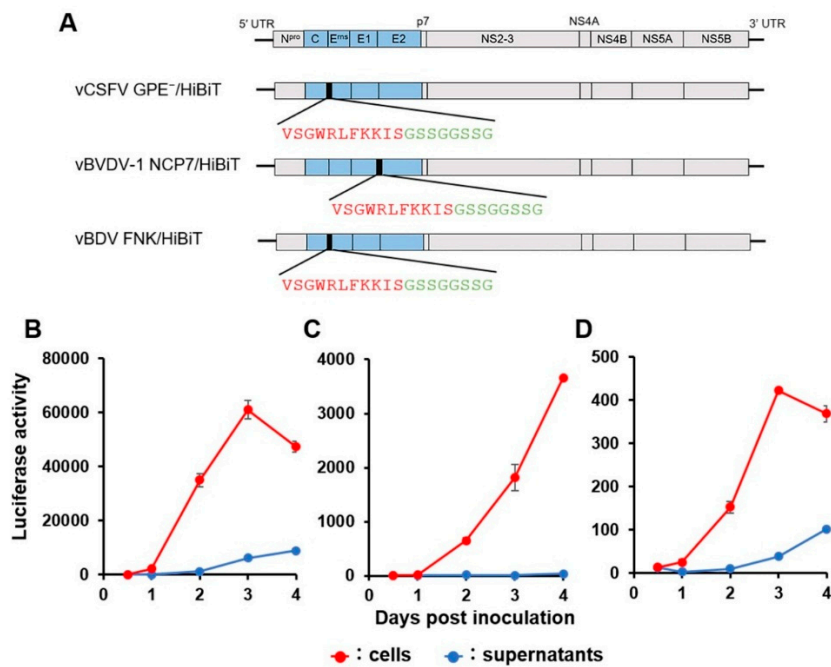 A
5′ UTR
p7
NS4A
3′ UTR
Nᵖʳᵒ C Eʳⁿˢ E1 E2 NS2-3 NS4B NS5A NS5B
vCSFV GPE⁻/HiBiT
VSGWRLFKKISGSSGGSSG
vBVDV-1 NCP7/HiBiT
VSGWRLFKKISGSSGGSSG
vBDV FNK/HiBiT
VSGWRLFKKISGSSGGSSG
B
Luciferase activity
80000
60000
40000
20000
0
0 1 2 3 4
C
4000
3000
2000
1000
0
0 1 2 3 4
D
500
400
300
200
100
0
0 1 2 3 4
Days post inoculation
: cells : supernatants